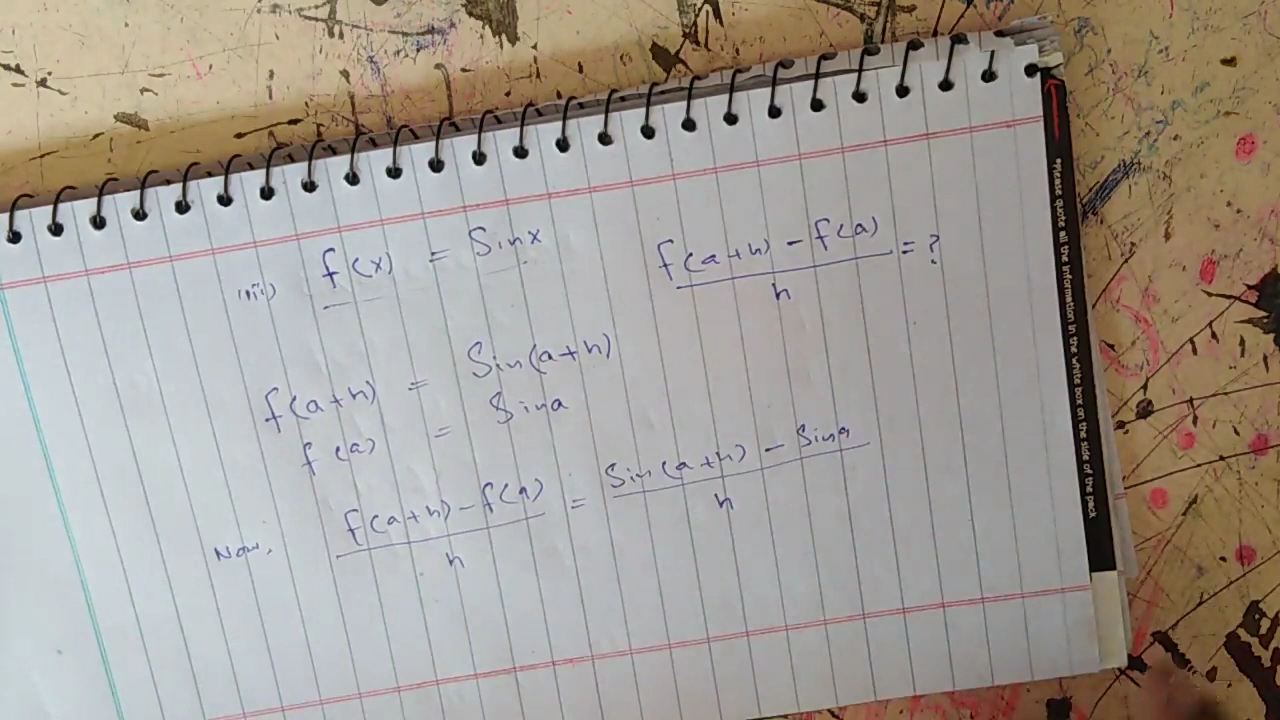 iii) f(x) = Sinx f(a+h) - f(a) / h = ?
f(a+h) = Sin(a+h)
f(a) = Sina
Now, f(a+h) - f(a) / h = Sin(a+h) - Sina / h
*Please quote all the information in the white box on the side of the pack